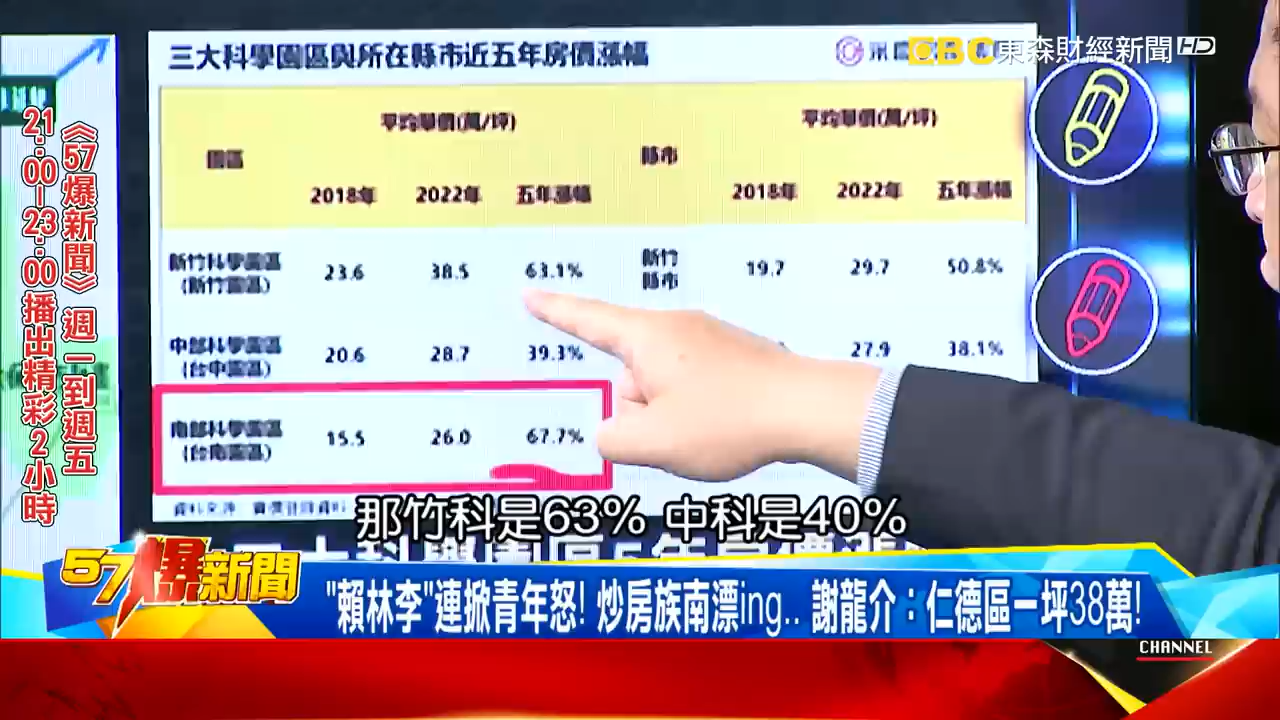 三大科學園區與所在縣市近五年房價漲幅
EBC東森財經新聞HD
平均單價(萬/坪)
平均單價(萬/坪)
園區
縣市
2018年 2022年 五年漲幅
2018年 2022年 五年漲幅
新竹科學園區
(新竹園區)
23.6 38.5 63.1%
新竹
縣市
19.7 29.7 50.8%
中部科學園區
(台中園區)
20.6 28.7 39.3%
27.9 38.1%
南部科學園區
(台南園區)
15.5 26.0 67.7%
《57爆新聞》週一到週五
21:00-23:00播出精彩2小時
那竹科是63% 中科是40%
57爆新聞
"賴林李"連掀青年怒! 炒房族南漂ing.. 謝龍介：仁德區一坪38萬!
CHANNEL